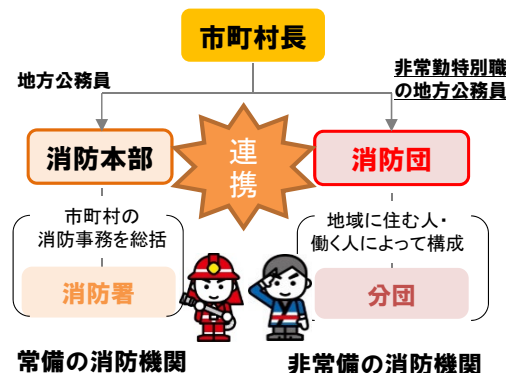 市町村長
地方公務員
非常勤特別職
の地方公務員
消防本部
連
携
消防団
市町村の
消防事務を総括
地域に住む人・
働く人によって構成
消防署
分団
常備の消防機関
非常備の消防機関